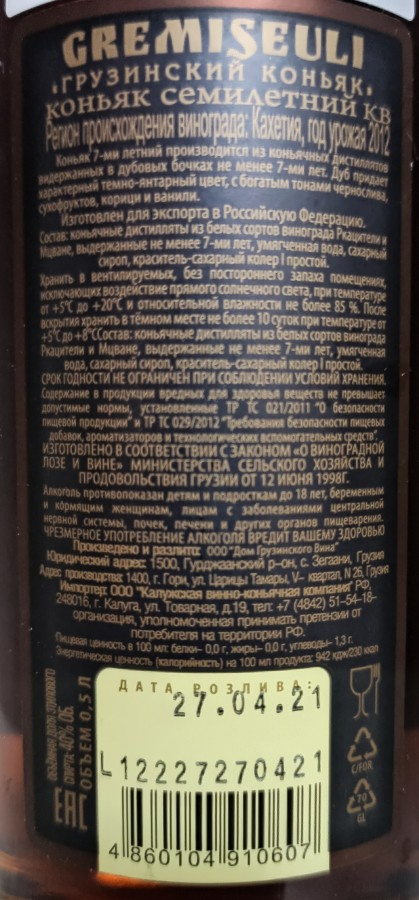 GREMISEULI
«ГРУЗИНСКИЙ КОНЬЯК»
КОНЬЯК СЕМИЛЕТНИЙ КВ
Регион происхождения винограда: Кахетия, год урожая 2012
Коньяк 7-ми летний производится из коньячных дистиллятов
выдержанных в дубовых бочках не менее 7-ми лет. Дуб придает
характерный темно-янтарный цвет, с богатым тонами чернослива,
сухофруктов, корицы и ванили.
Изготовлен для экспорта в Российскую Федерацию.
Состав: коньячные дистилляты из белых сортов винограда Ркацители и
Мцване, выдержанные не менее 7-ми лет, умягченная вода, сахарный
сироп, краситель-сахарный колер I простой.
Хранить в вентилируемых, без постороннего запаха помещениях,
исключающих воздействие прямого солнечного света, при температуре
от +5°С до +20°С и относительной влажности не более 85 %. После
вскрытия хранить в тёмном месте не более 10 суток при температуре от
+5°С до +8°ССостав: коньячные дистилляты из белых сортов винограда
Ркацители и Мцване, выдержанные не менее 7-ми лет, умягченная
вода, сахарный сироп, краситель-сахарный колер I простой.
СРОК ГОДНОСТИ НЕ ОГРАНИЧЕН ПРИ СОБЛЮДЕНИИ УСЛОВИЙ ХРАНЕНИЯ.
Содержание в продукции вредных для здоровья веществ не превышает
допустимые нормы, установленные ТР ТС 021/2011 "О безопасности
пищевой продукции" и ТР ТС 029/2012 "Требования безопасности пищевых
добавок, ароматизаторов и технологических вспомогательных средств".
ИЗГОТОВЛЕНО В СООТВЕТСТВИИ С ЗАКОНОМ «О ВИНОГРАДНОЙ
ЛОЗЕ И ВИНЕ» МИНИСТЕРСТВА СЕЛЬСКОГО ХОЗЯЙСТВА И
ПРОДОВОЛЬСТВИЯ ГРУЗИИ ОТ 12 ИЮНЯ 1998Г.
Алкоголь противопоказан детям и подросткам до 18 лет, беременным
и кормящим женщинам, лицам с заболеваниями центральной
нервной системы, почек, печени и других органов пищеварения.
ЧРЕЗМЕРНОЕ УПОТРЕБЛЕНИЕ АЛКОГОЛЯ ВРЕДИТ ВАШЕМУ ЗДОРОВЬЮ
Произведено и разлито: ООО "Дом Грузинского Вина"
Юридический адрес: 1500, Гурджаанский р-он, с. Зегаани, Грузия
Адрес производства: 1400, г. Гори, ул. Царицы Тамары, V– квартал, N 26, Грузия
Импортер: ООО "Калужская винно-коньячная компания" РФ,
248016, г. Калуга, ул. Товарная, д.19, тел: +7 (4842) 51-54-18–
организация, уполномоченная принимать претензии от
потребителя на территории РФ.
Пищевая ценность в 100 мл: белки– 0,0 г, жиры– 0,0 г, углеводы– 1,3 г.
Энергетическая ценность (калорийность) на 100 мл продукта: 942 кдж/230 ккал
ДАТА РОЗЛИВА:
27.04.21
L12227270421
4 860104 910607
СПИРТА 40% ОБ.
ОБЪЕМ 0,5 Л
EAC
C/FOR
70
GL